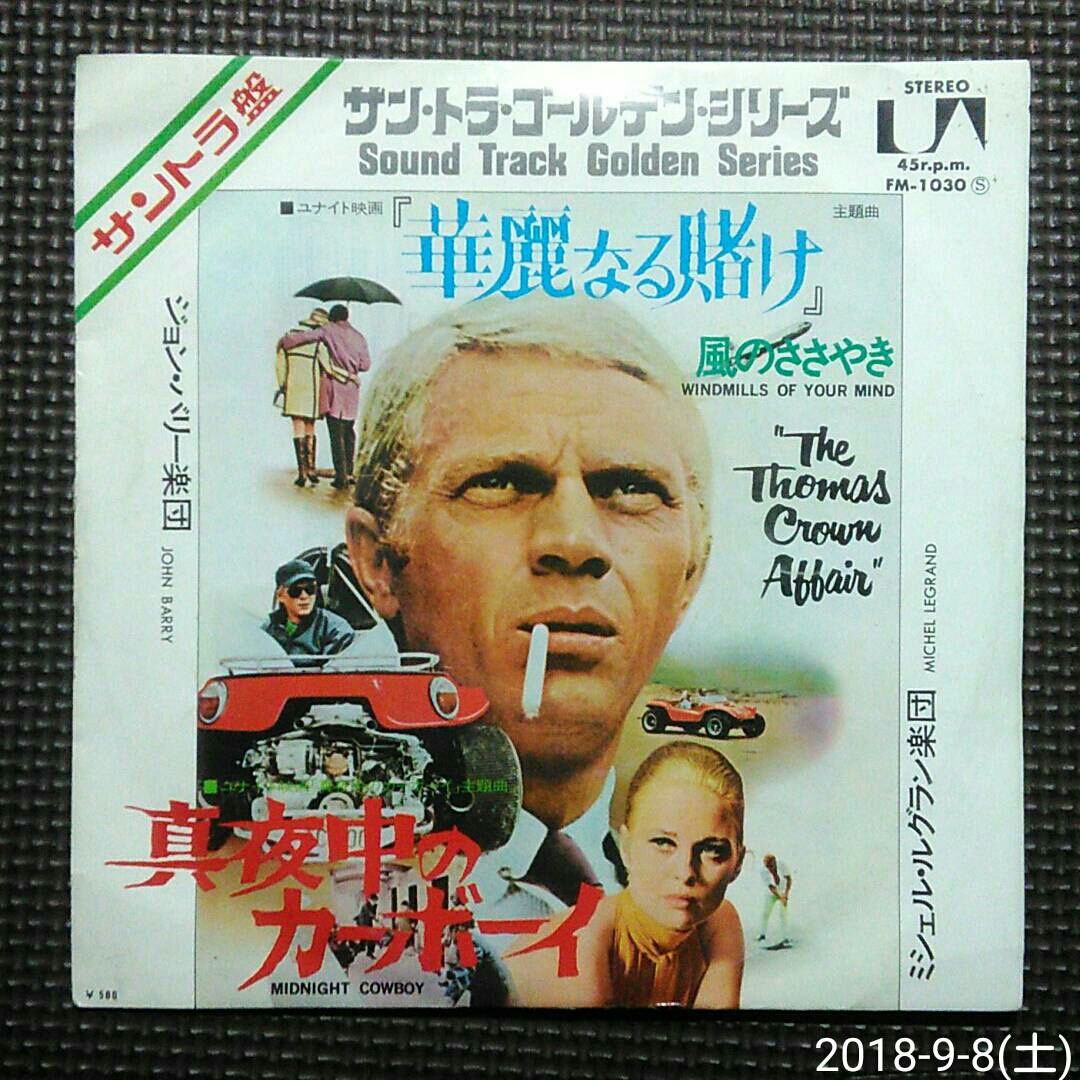 サントラ盤
サン・トラ・ゴールデン・シリーズ
Sound Track Golden Series
STEREO
UA
45r.p.m.
FM-1030 Ⓢ
■ユナイト映画
『華麗なる賭け』
主題曲
風のささやき
WINDMILLS OF YOUR MIND
"The
Thomas
Crown
Affair"
ジョン・バリー楽団
JOHN BARRY
MICHEL LEGRAND
ミシェル・ルグラン楽団
主題曲
真夜中の
カーボーイ
MIDNIGHT COWBOY
¥500
2018-9-8(土)